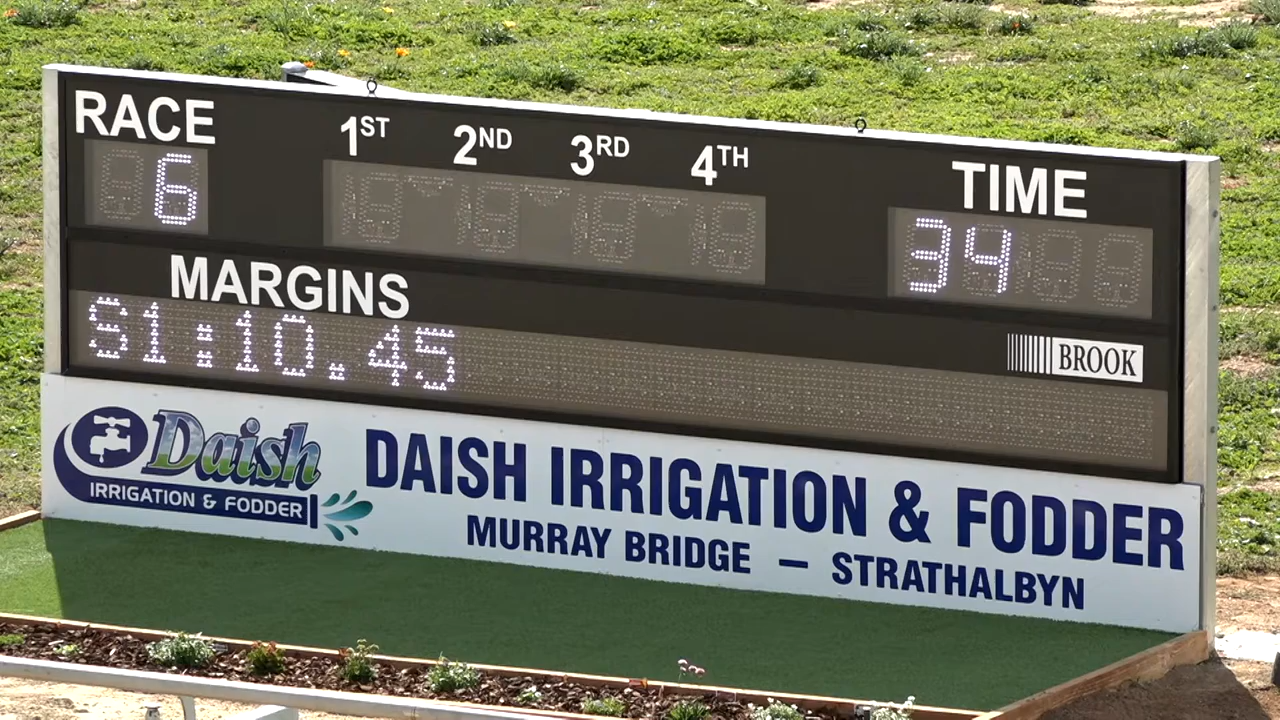 RACE 1ST 2ND 3RD 4TH TIME
6 34
MARGINS
S1:10.45
BROOK
Daish
IRRIGATION & FODDER
DAISH IRRIGATION & FODDER
MURRAY BRIDGE – STRATHALBYN